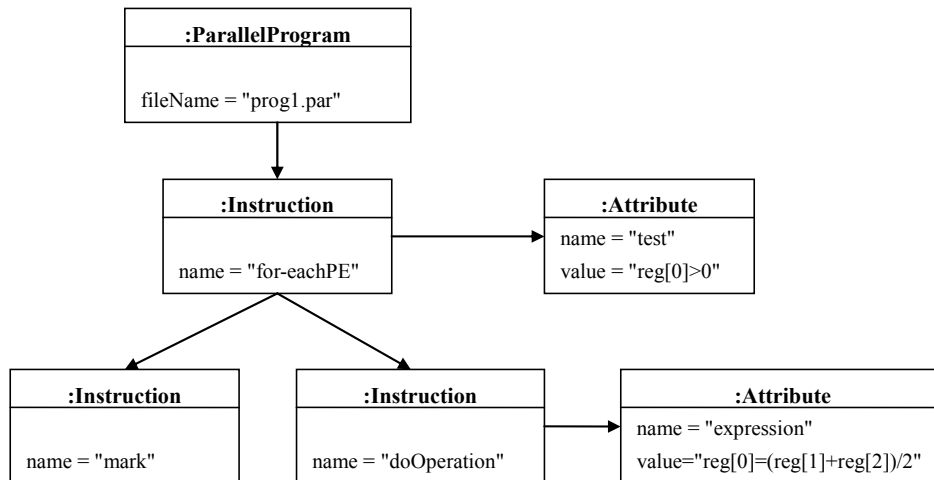 :ParallelProgram
fileName = "prog1.par"
:Instruction
name = "for-eachPE"
:Attribute
name = "test"
value = "reg[0]>0"
:Instruction
name = "mark"
:Instruction
name = "doOperation"
:Attribute
name = "expression"
value="reg[0]=(reg[1]+reg[2])/2"